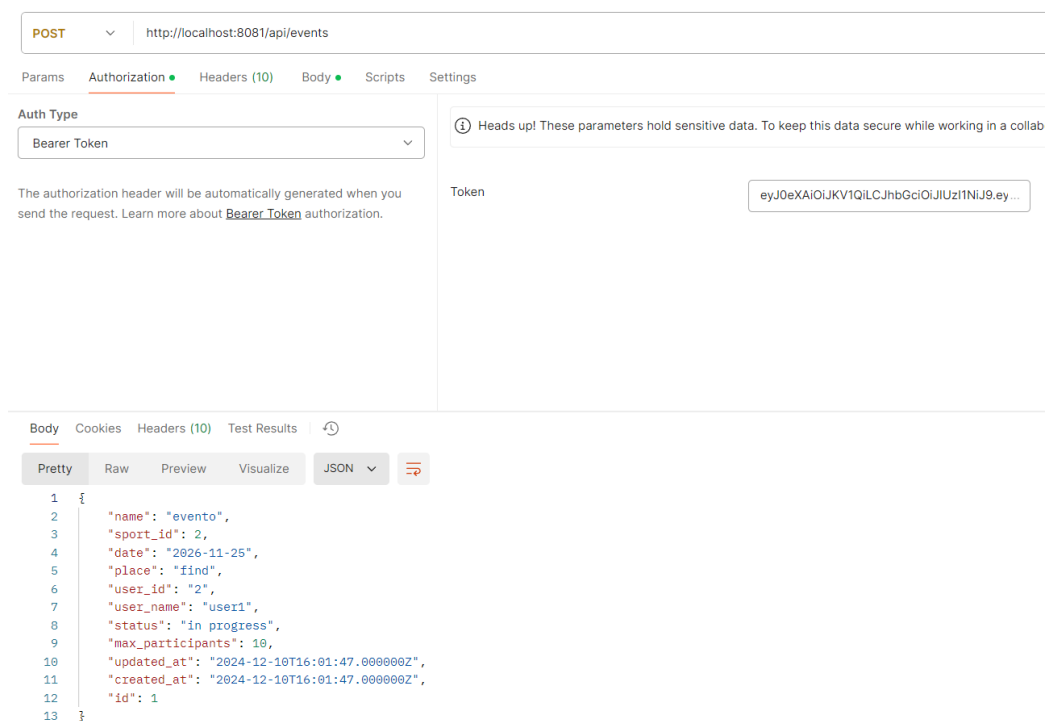 POST http://localhost:8081/api/events
Params Authorization Headers (10) Body Scripts Settings
Auth Type
Bearer Token
The authorization header will be automatically generated when you
send the request. Learn more about Bearer Token authorization.
Heads up! These parameters hold sensitive data. To keep this data secure while working in a collab
Token
eyJ0eXAiOiJKV1QiLCJhbGciOiJIUzI1NiJ9.ey...
Body Cookies Headers (10) Test Results
Pretty Raw Preview Visualize JSON
1 {
2 "name": "evento",
3 "sport_id": 2,
4 "date": "2026-11-25",
5 "place": "find",
6 "user_id": "2",
7 "user_name": "user1",
8 "status": "in progress",
9 "max_participants": 10,
10 "updated_at": "2024-12-10T16:01:47.000000Z",
11 "created_at": "2024-12-10T16:01:47.000000Z",
12 "id": 1
13 }